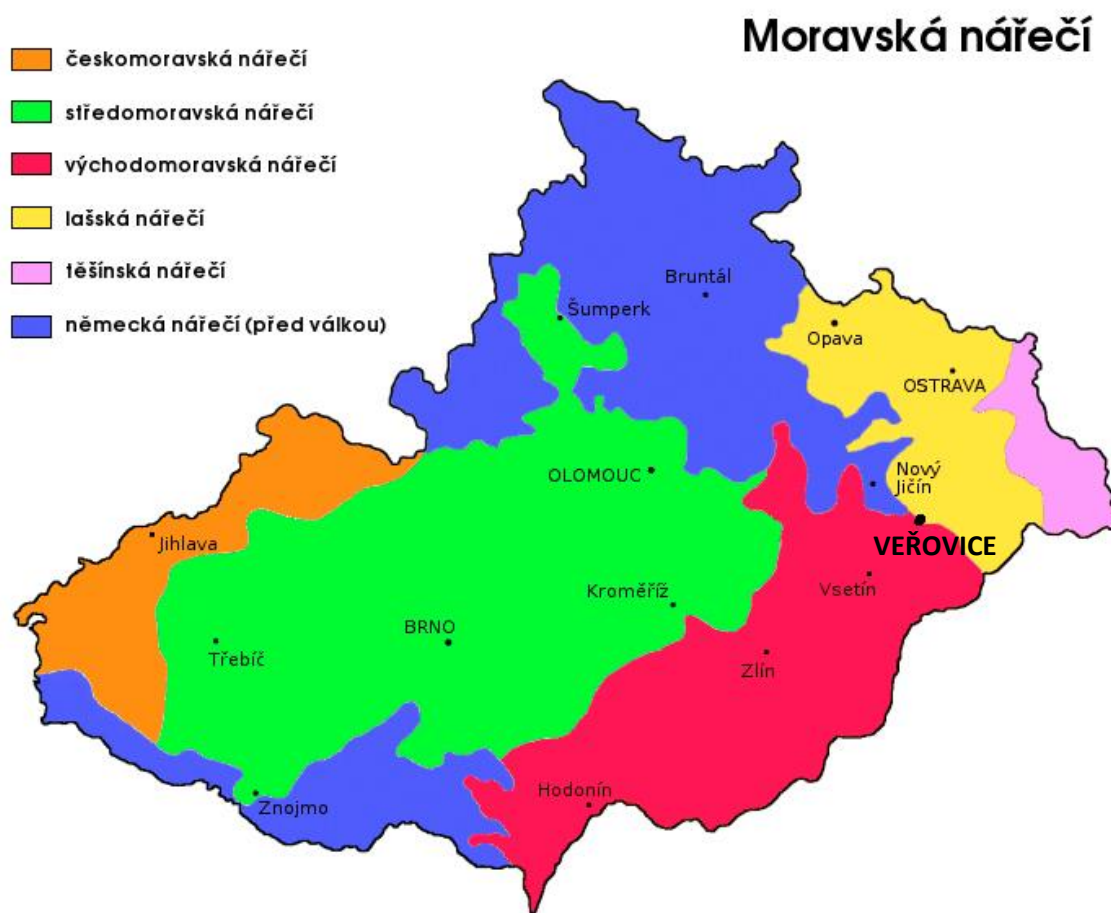 Moravská nářečí
českomoravská nářečí
středomoravská nářečí
východomoravská nářečí
lašská nářečí
těšínská nářečí
německá nářečí (před válkou)
Bruntál
Šumperk
Opava
OSTRAVA
OLOMOUC
Nový
Jičín
Jihlava
VEŘOVICE
Vsetín
Kroměříž
BRNO
Třebíč
Zlín
Hodonín
Znojmo